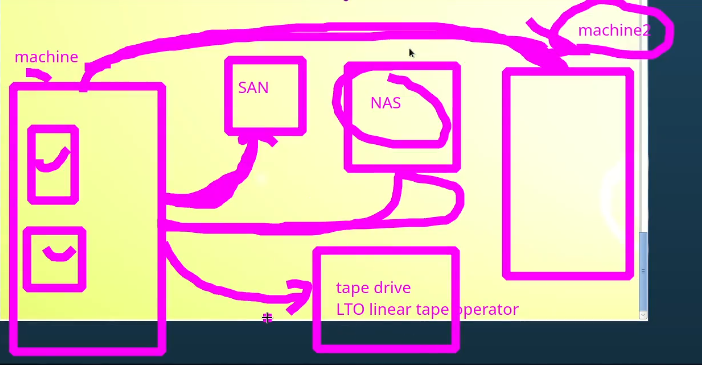 machine2
machine
SAN
NAS
tape drive
LTO linear tape operator